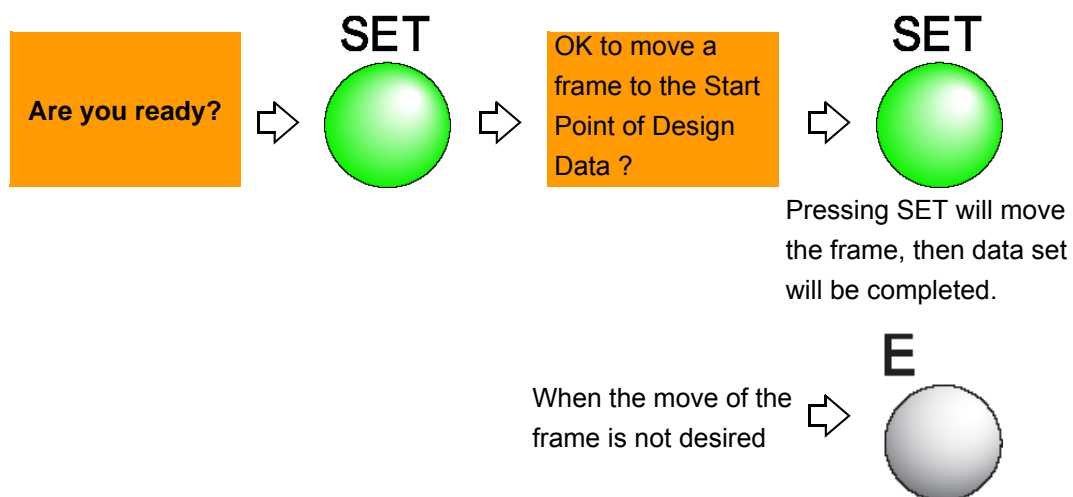 SET
Are you ready?
OK to move a
frame to the Start
Point of Design
Data ?
SET
Pressing SET will move
the frame, then data set
will be completed.
When the move of the
frame is not desired
E